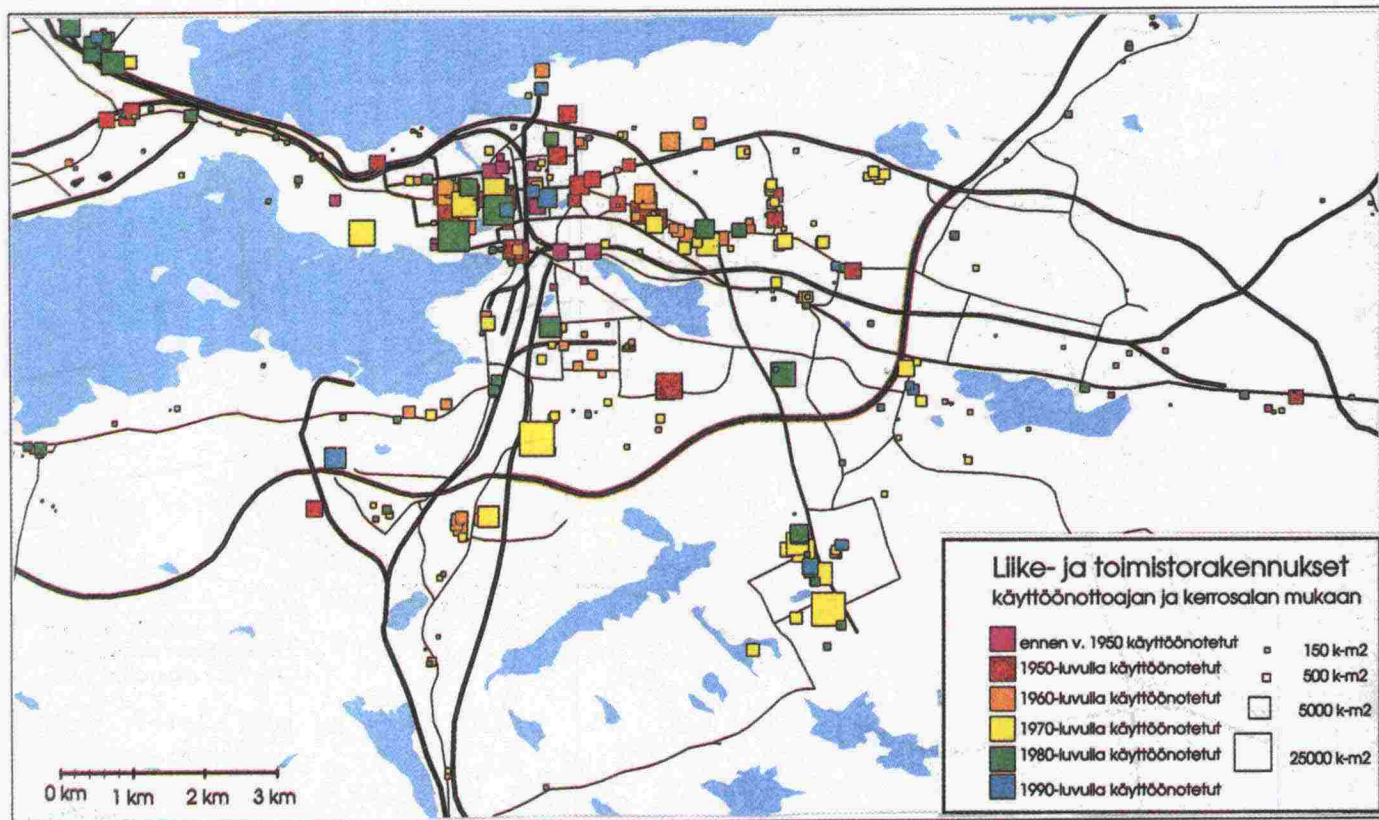 Liike- ja toimistorakennukset
käyttöönottoajan ja kerrosalan mukaan
ennen v. 1950 käyttöönotetut
1950-luvulla käyttöönotetut
1960-luvulla käyttöönotetut
1970-luvulla käyttöönotetut
1980-luvulla käyttöönotetut
1990-luvulla käyttöönotetut
150 k-m2
500 k-m2
5000 k-m2
25000 k-m2
0 km 1 km 2 km 3 km